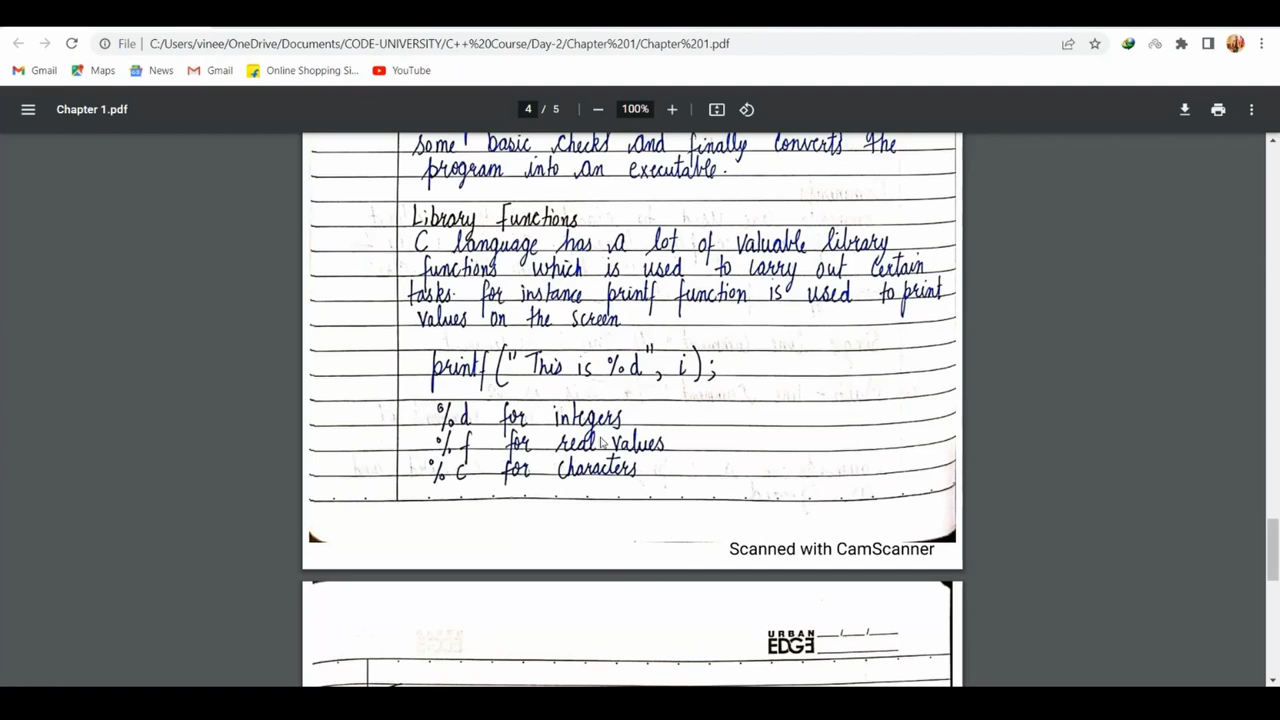 File C:/Users/vinee/OneDrive/Documents/CODE-UNIVERSITY/C++%20Course/Day-2/Chapter%201/Chapter%201.pdf
Gmail Maps News Gmail Online Shopping Si... YouTube
Chapter 1.pdf 4 / 5 100%
some basic checks and finally converts the
program into an executable.
Library Functions
C language has a lot of valuable library
functions which is used to carry out certain
tasks. for instance printf function is used to print
values on the screen
printf (" This is %d", i);
%d for integers
%f for real values
%c for characters
Scanned with CamScanner
URBAN
EDGE